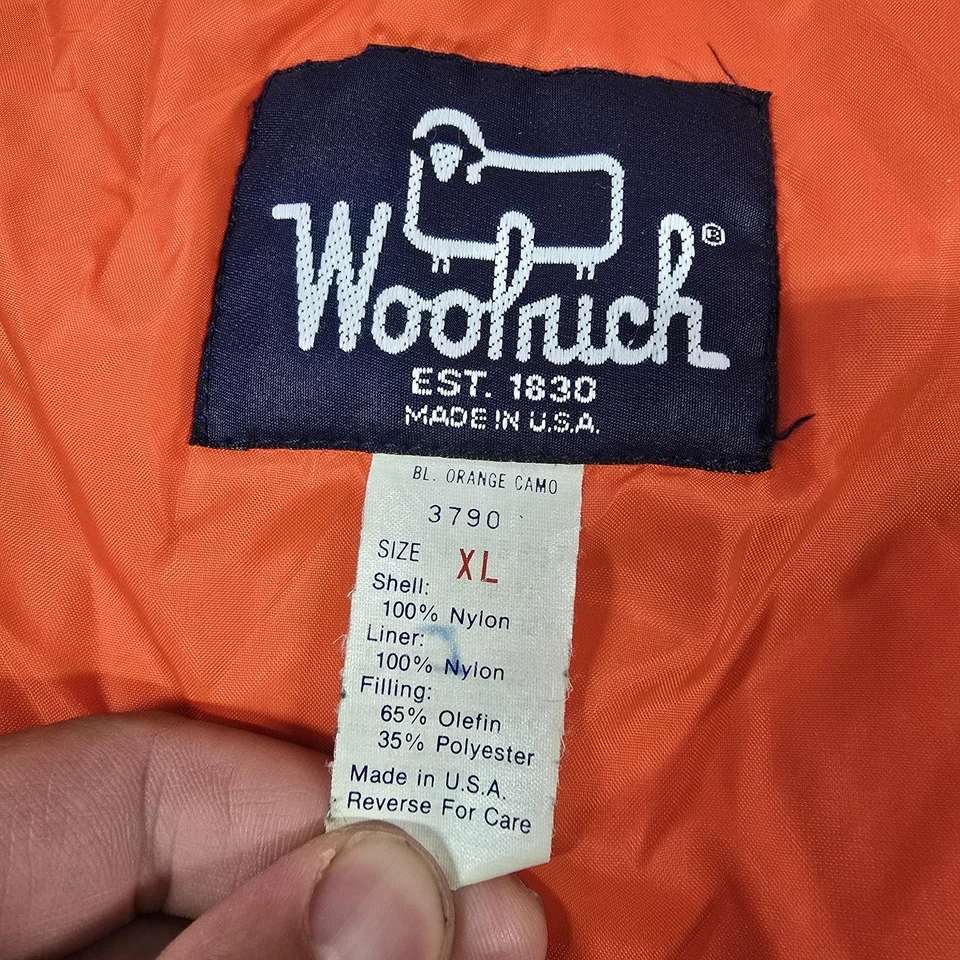 Woolrich®
EST. 1830
MADE IN U.S.A.
BL. ORANGE CAMO
3790
SIZE XL
Shell:
100% Nylon
Liner:
100% Nylon
Filling:
65% Olefin
35% Polyester
Made in U.S.A.
Reverse For Care